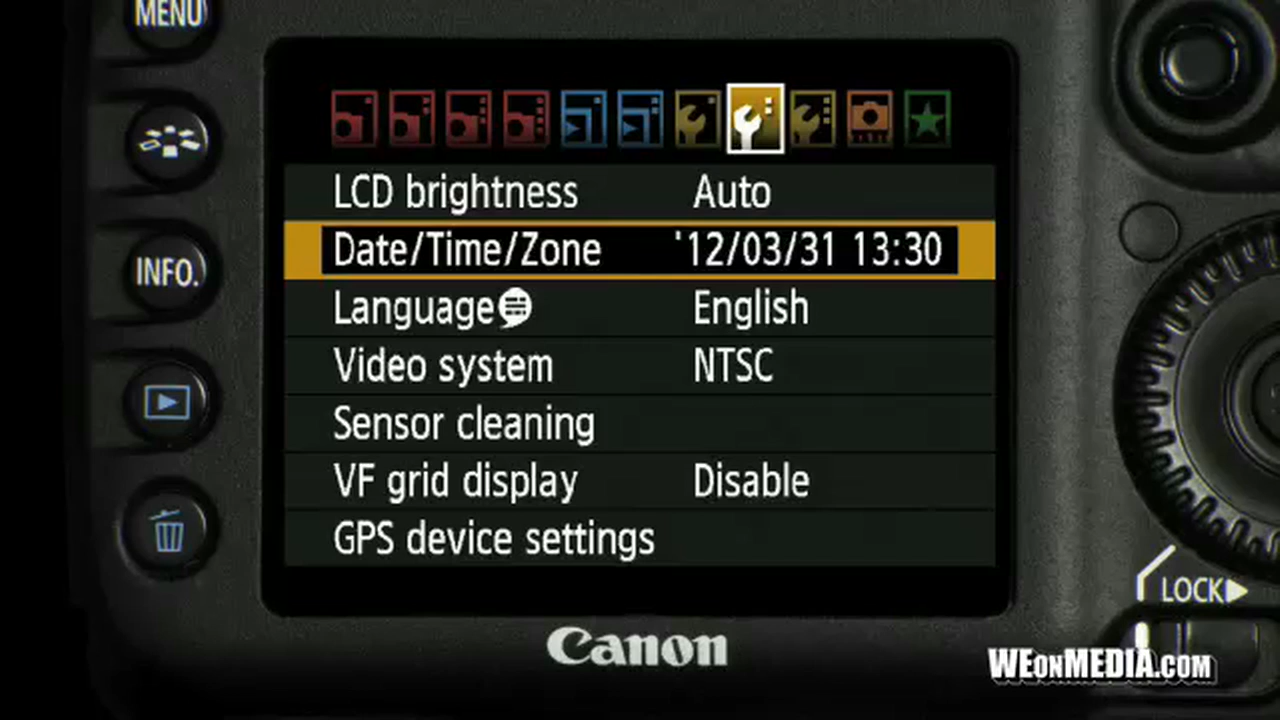 MENU
INFO.
LCD brightness Auto
Date/Time/Zone '12/03/31 13:30
Language English
Video system NTSC
Sensor cleaning
VF grid display Disable
GPS device settings
LOCK
Canon
WEonMEDIA.COM